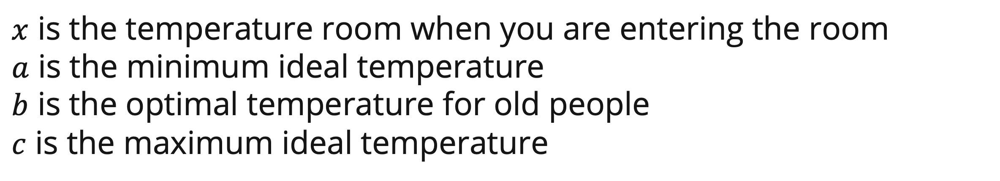 x is the temperature room when you are entering the room
a is the minimum ideal temperature
b is the optimal temperature for old people
c is the maximum ideal temperature